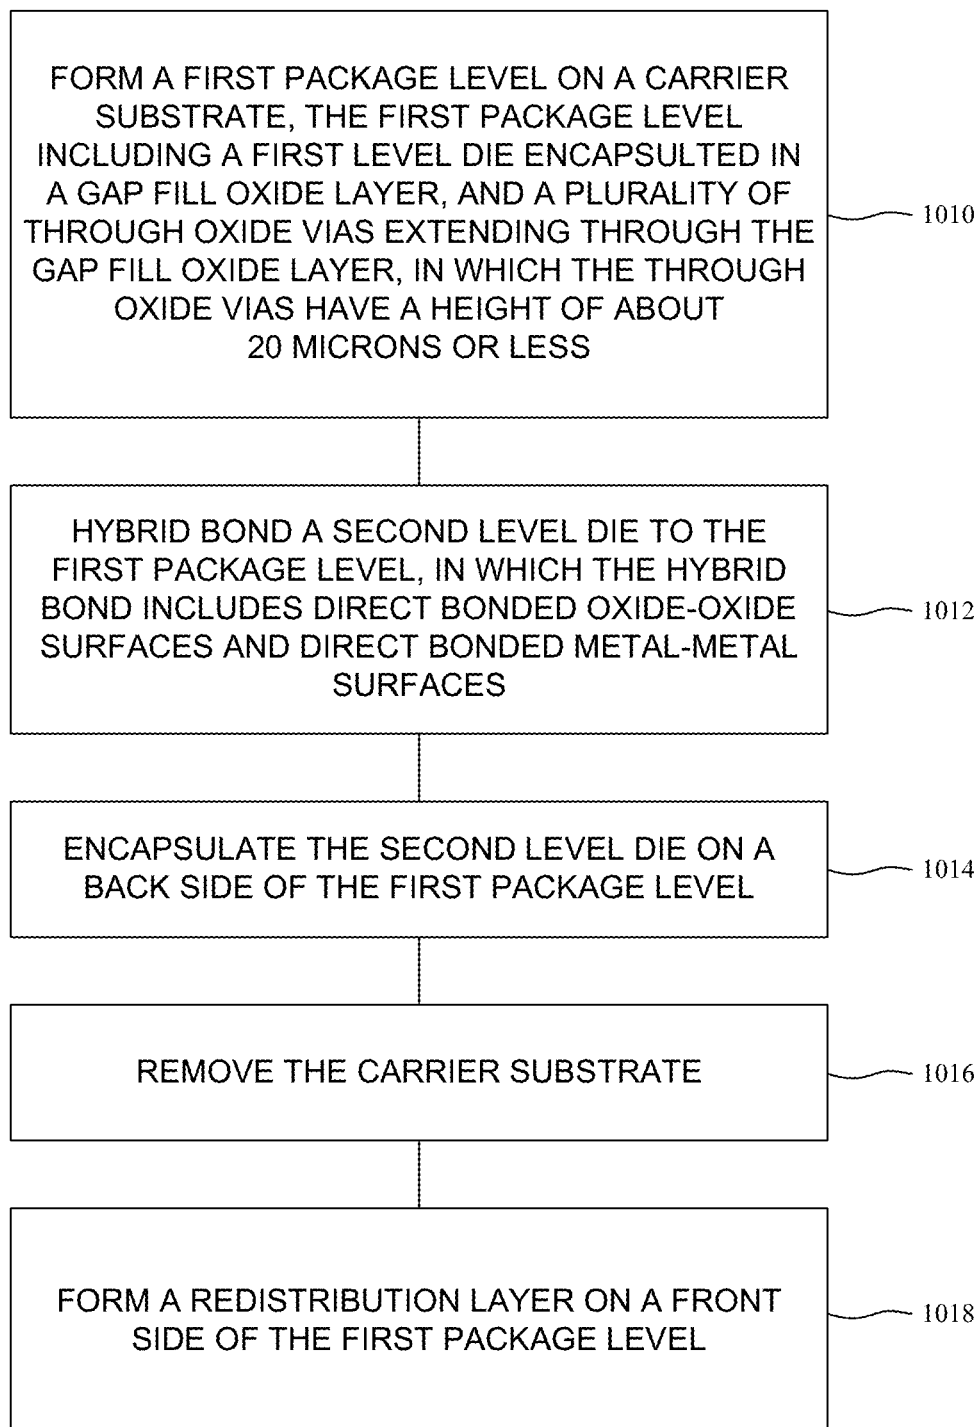 FORM A FIRST PACKAGE LEVEL ON A CARRIER
SUBSTRATE, THE FIRST PACKAGE LEVEL
INCLUDING A FIRST LEVEL DIE ENCAPSULTED IN
A GAP FILL OXIDE LAYER, AND A PLURALITY OF
THROUGH OXIDE VIAS EXTENDING THROUGH THE
GAP FILL OXIDE LAYER, IN WHICH THE THROUGH
OXIDE VIAS HAVE A HEIGHT OF ABOUT
20 MICRONS OR LESS
1010
HYBRID BOND A SECOND LEVEL DIE TO THE
FIRST PACKAGE LEVEL, IN WHICH THE HYBRID
BOND INCLUDES DIRECT BONDED OXIDE-OXIDE
SURFACES AND DIRECT BONDED METAL-METAL
SURFACES
1012
ENCAPSULATE THE SECOND LEVEL DIE ON A
BACK SIDE OF THE FIRST PACKAGE LEVEL
1014
REMOVE THE CARRIER SUBSTRATE
1016
FORM A REDISTRIBUTION LAYER ON A FRONT
SIDE OF THE FIRST PACKAGE LEVEL
1018